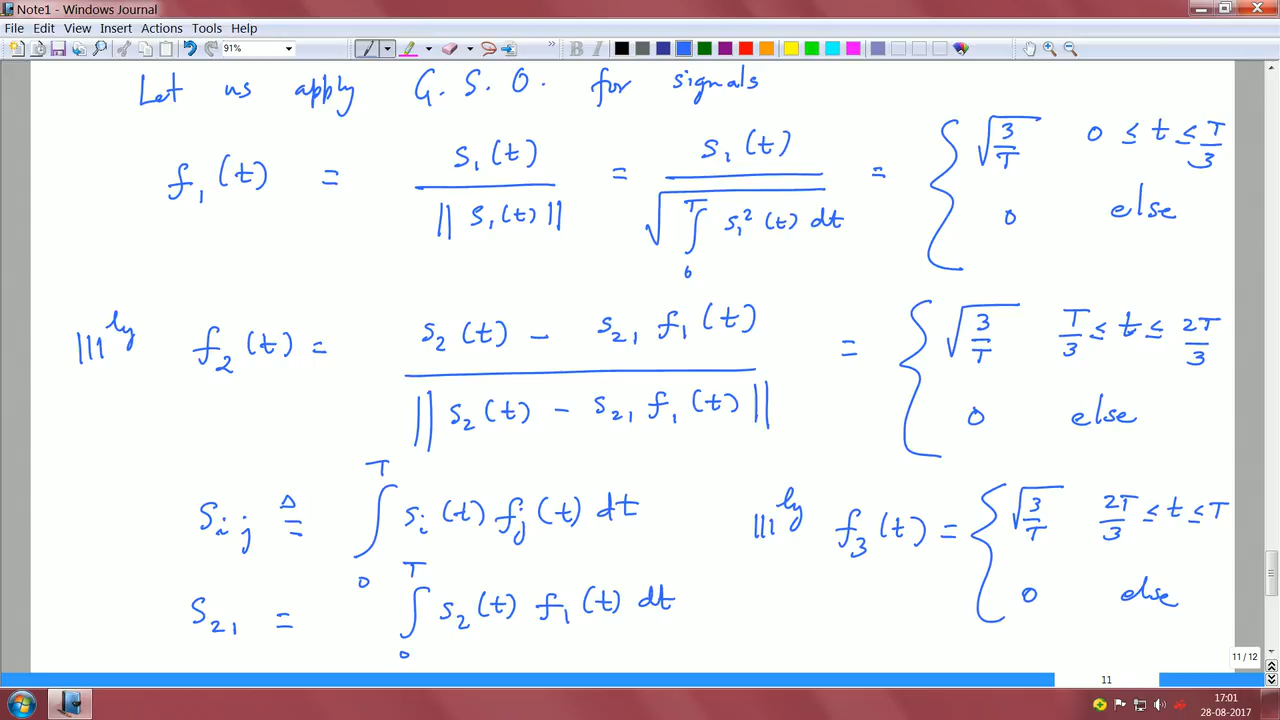 Note1 - Windows Journal
File Edit View Insert Actions Tools Help
91%
Let us apply G. S. O. for signals
f₁(t) = s₁(t) / ||s₁(t)|| = s₁(t) / √(∫₀ᵀ s₁²(t) dt) = { √(3/T) 0 ≤ t ≤ T/3
0 else
|||ly f₂(t) = s₂(t) - s₂₁ f₁(t) / ||s₂(t) - s₂₁ f₁(t)|| = { √(3/T) T/3 ≤ t ≤ 2T/3
0 else
Sᵢⱼ ≜ ∫₀ᵀ sᵢ(t) fⱼ(t) dt
|||ly f₃(t) = { √(3/T) 2T/3 ≤ t ≤ T
0 else
S₂₁ = ∫₀ᵀ s₂(t) f₁(t) dt
11 / 12
11
17:01
28-08-2017